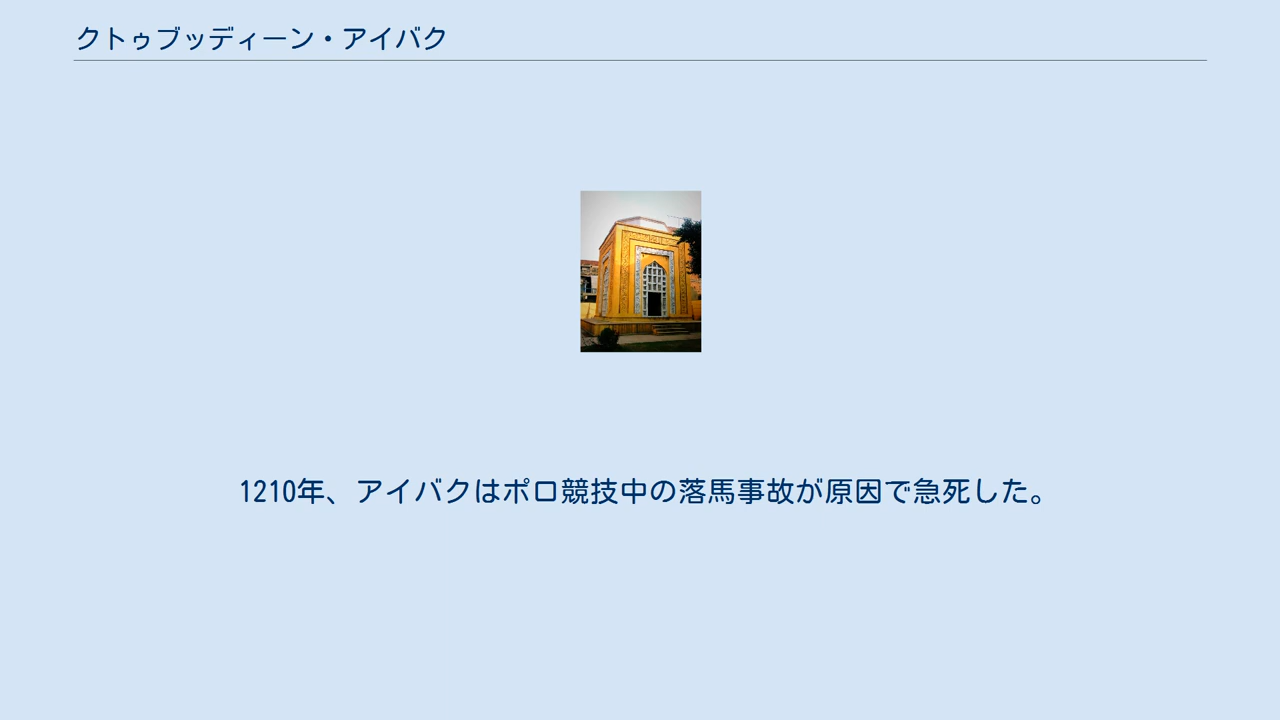 クトゥブッディーン・アイバク
1210年、アイバクはポロ競技中の落馬事故が原因で急死した。